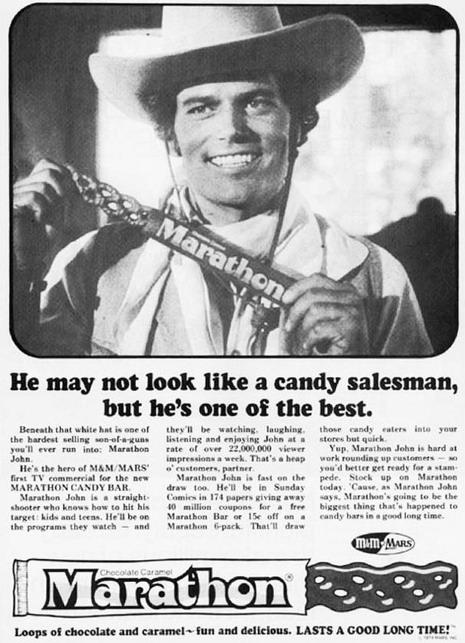 Marathon
He may not look like a candy salesman,
but he's one of the best.
Beneath that white hat is one of
the hardest selling son-of-a-guns
you'll ever run into: Marathon
John.
He's the hero of M&M/MARS'
first TV commercial for the new
MARATHON CANDY BAR.
Marathon John is a straight-
shooter who knows how to hit his
target: kids and teens. He'll be on
the programs they watch — and
they'll be watching, laughing,
listening and enjoying John at a
rate of over 22,000,000 viewer
impressions a week. That's a heap
o' customers, partner.
Marathon John is fast on the
draw too. He'll be in Sunday
Comics in 174 papers giving away
40 million coupons for a free
Marathon Bar or 15¢ off on a
Marathon 6-pack. That'll draw
those candy eaters into your
stores but quick.
Yup, Marathon John is hard at
work rounding up customers — so
you'd better get ready for a stam-
pede. Stock up on Marathon
today. 'Cause, as Marathon John
says, Marathon's going to be the
biggest thing that's happened to
candy bars in a good long time.
m&m MARS
Chocolate Caramel
Marathon®
Loops of chocolate and caramel~fun and delicious. LASTS A GOOD LONG TIME!